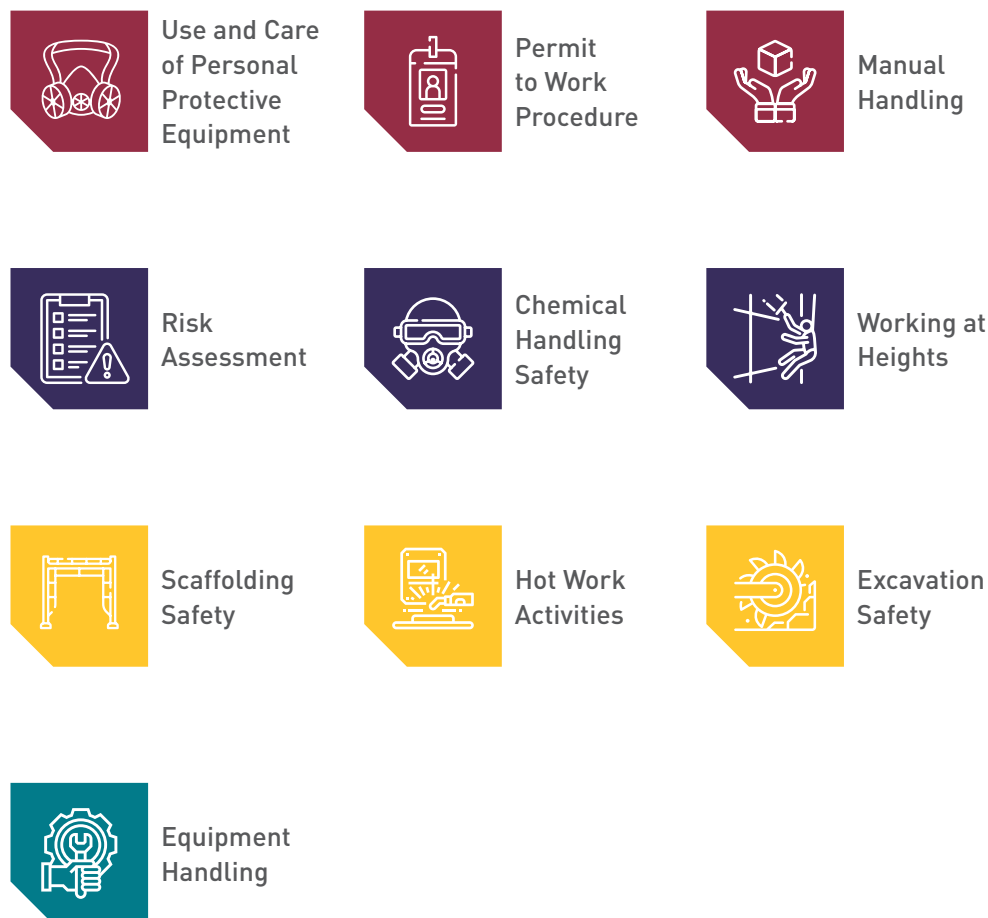 Use and Care
of Personal
Protective
Equipment
Permit
to Work
Procedure
Manual
Handling
Risk
Assessment
Chemical
Handling
Safety
Working at
Heights
Scaffolding
Safety
Hot Work
Activities
Excavation
Safety
Equipment
Handling